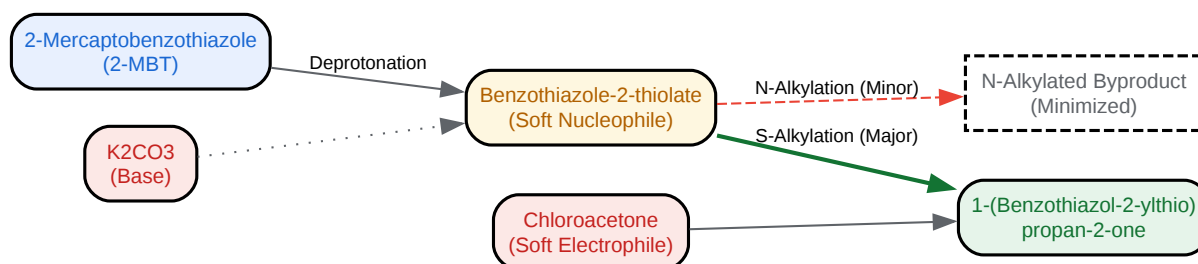 2-Mercaptobenzothiazole
(2-MBT)
Deprotonation
K2CO3
(Base)
Benzothiazole-2-thiolate
(Soft Nucleophile)
N-Alkylation (Minor)
S-Alkylation (Major)
N-Alkylated Byproduct
(Minimized)
Chloroacetone
(Soft Electrophile)
1-(Benzothiazol-2-ylthio)
propan-2-one